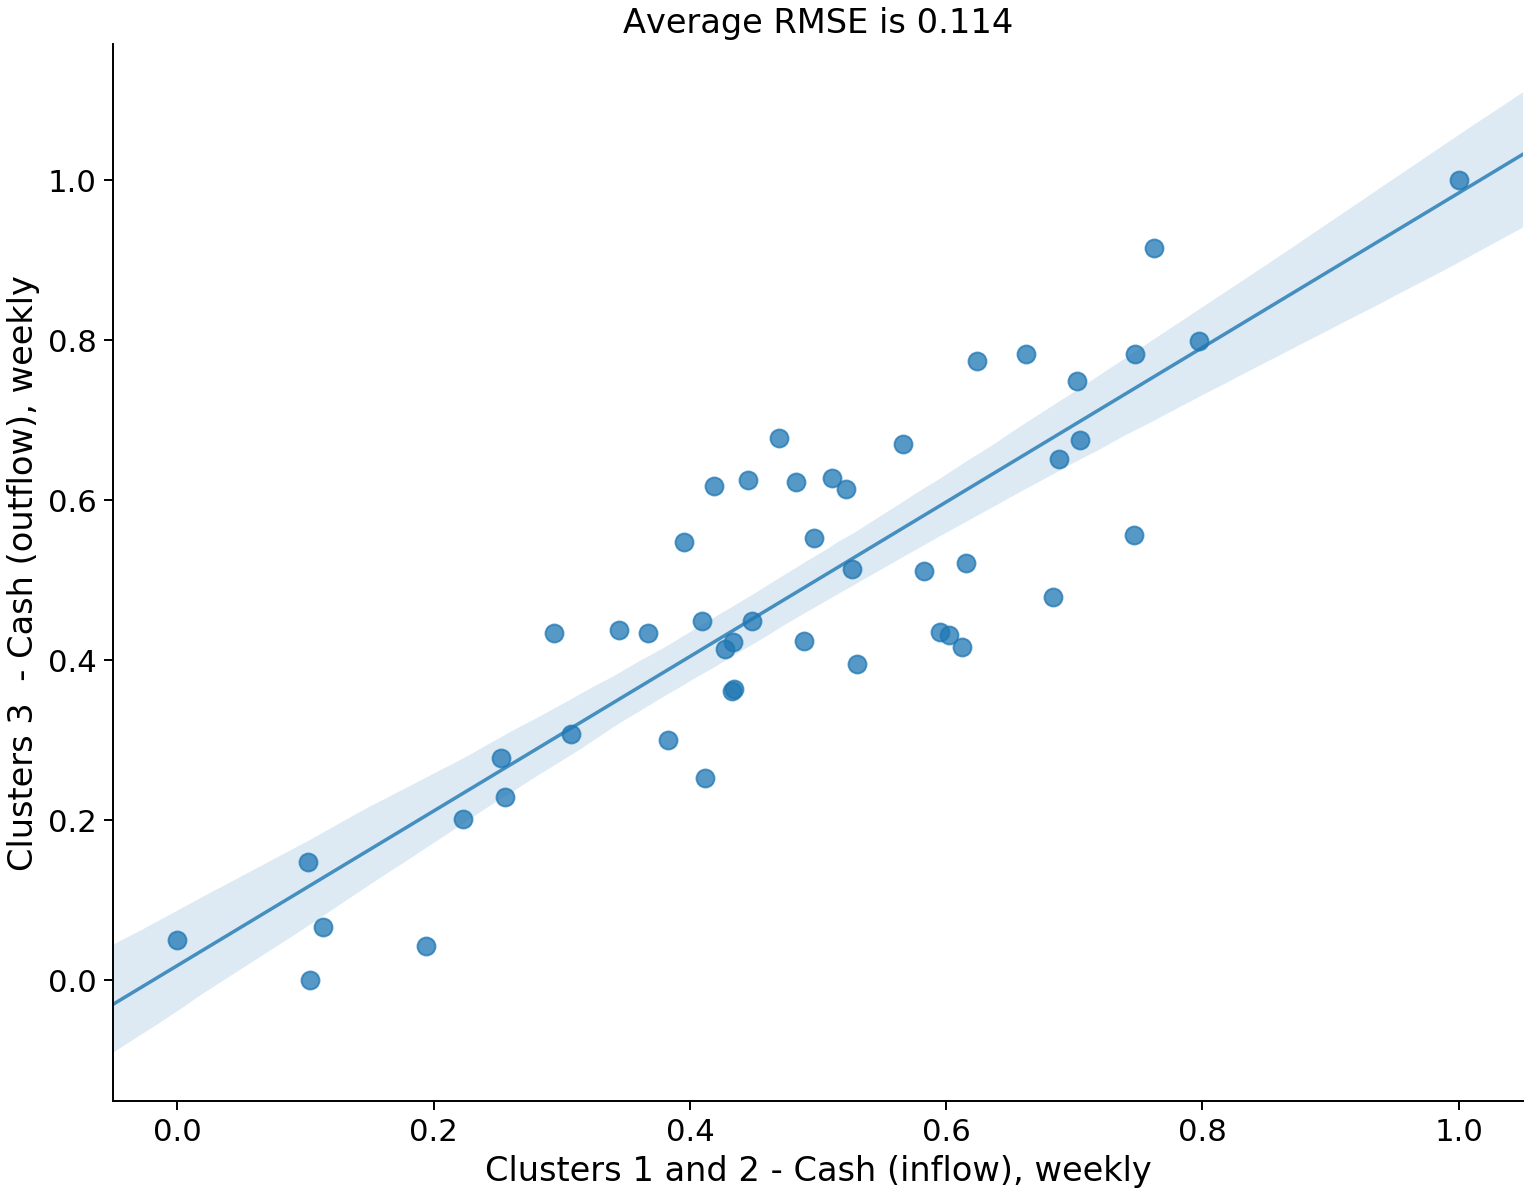 Average RMSE is 0.114
Clusters 3  - Cash (outflow), weekly
1.0
0.8
0.6
0.4
0.2
0.0
0.0 0.2 0.4 0.6 0.8 1.0
Clusters 1 and 2 - Cash (inflow), weekly